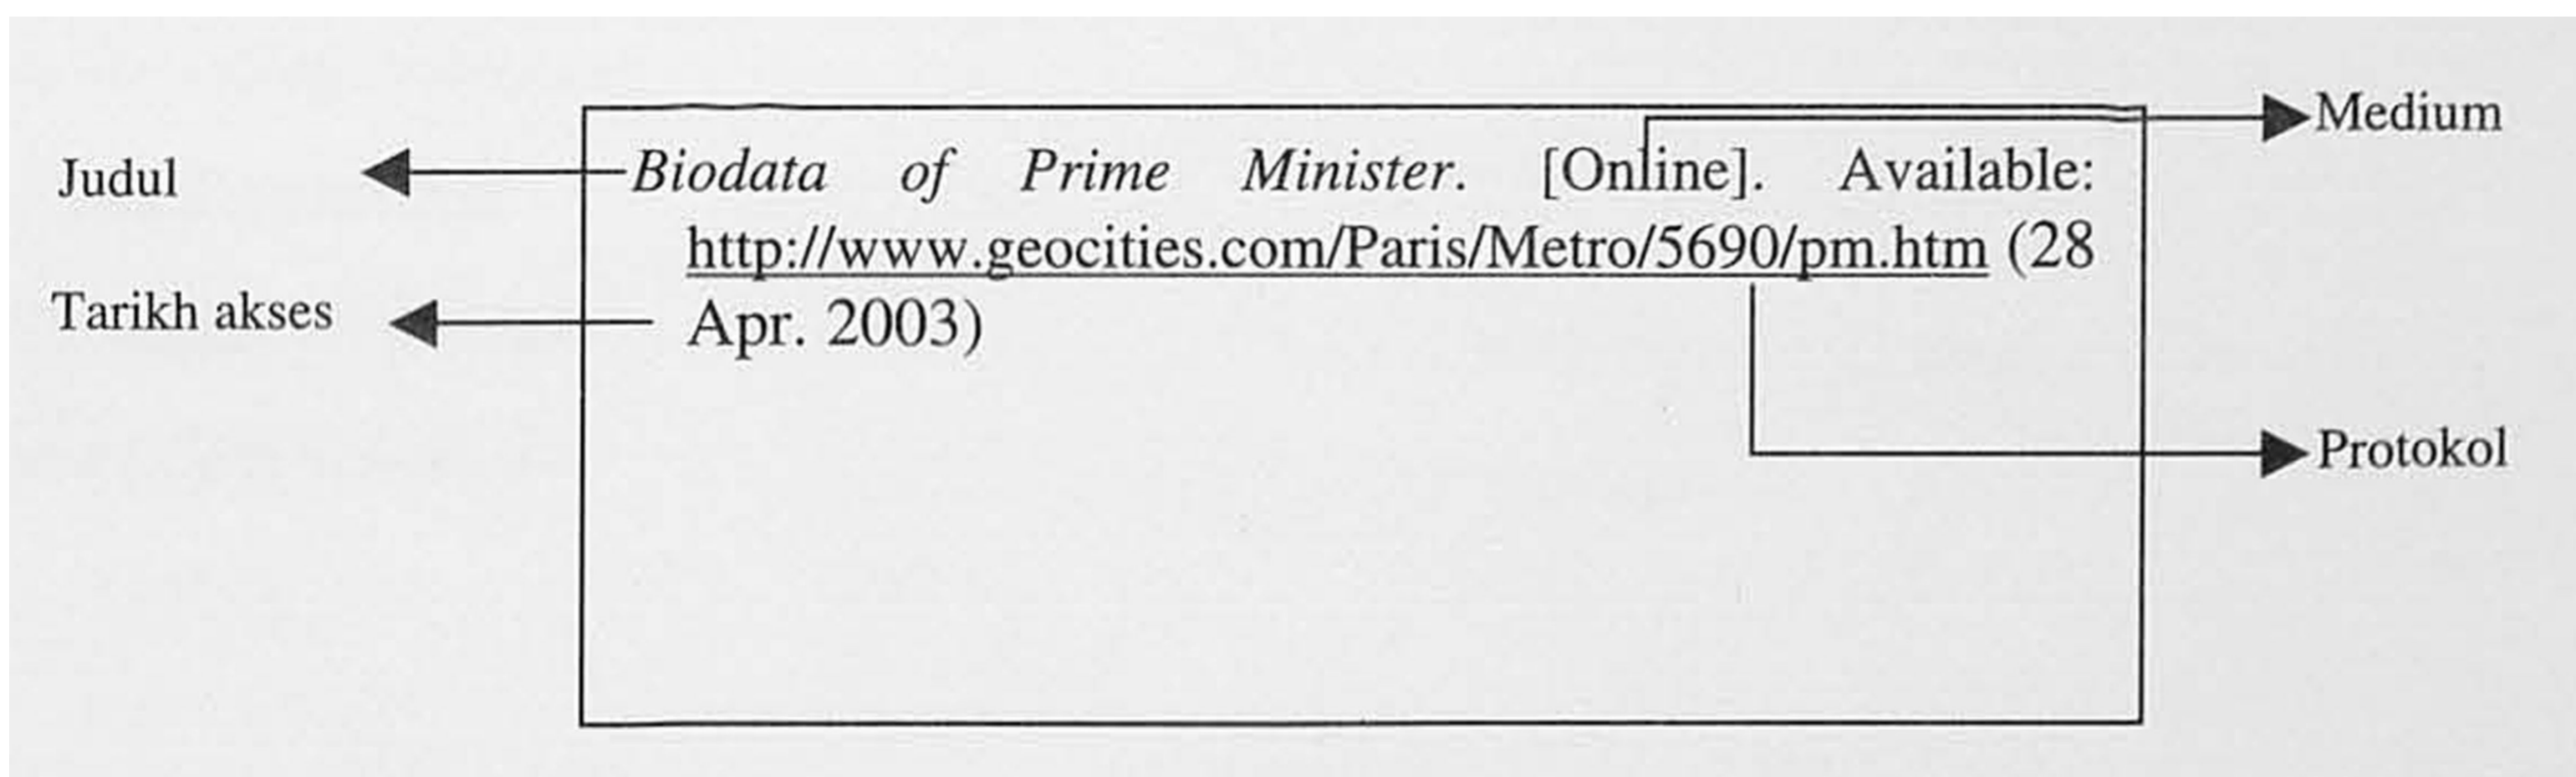 Medium
Judul
Biodata of Prime Minister. [Online]. Available:
http://www.geocities.com/Paris/Metro/5690/pm.htm (28
Tarikh akses
Apr. 2003)
Protokol